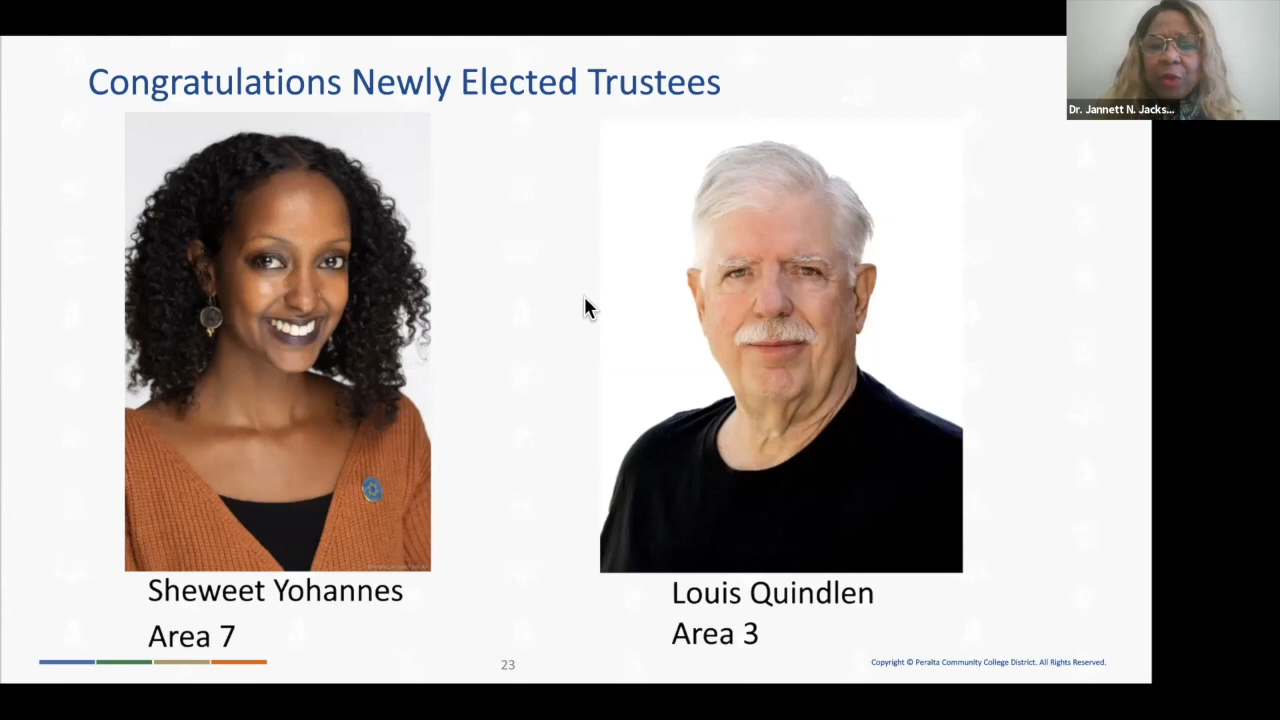 Congratulations Newly Elected Trustees
Dr. Jannett N. Jacks...
Sheweet Yohannes
Area 7
Louis Quindlen
Area 3
23
Copyright © Peralta Community College District. All Rights Reserved.